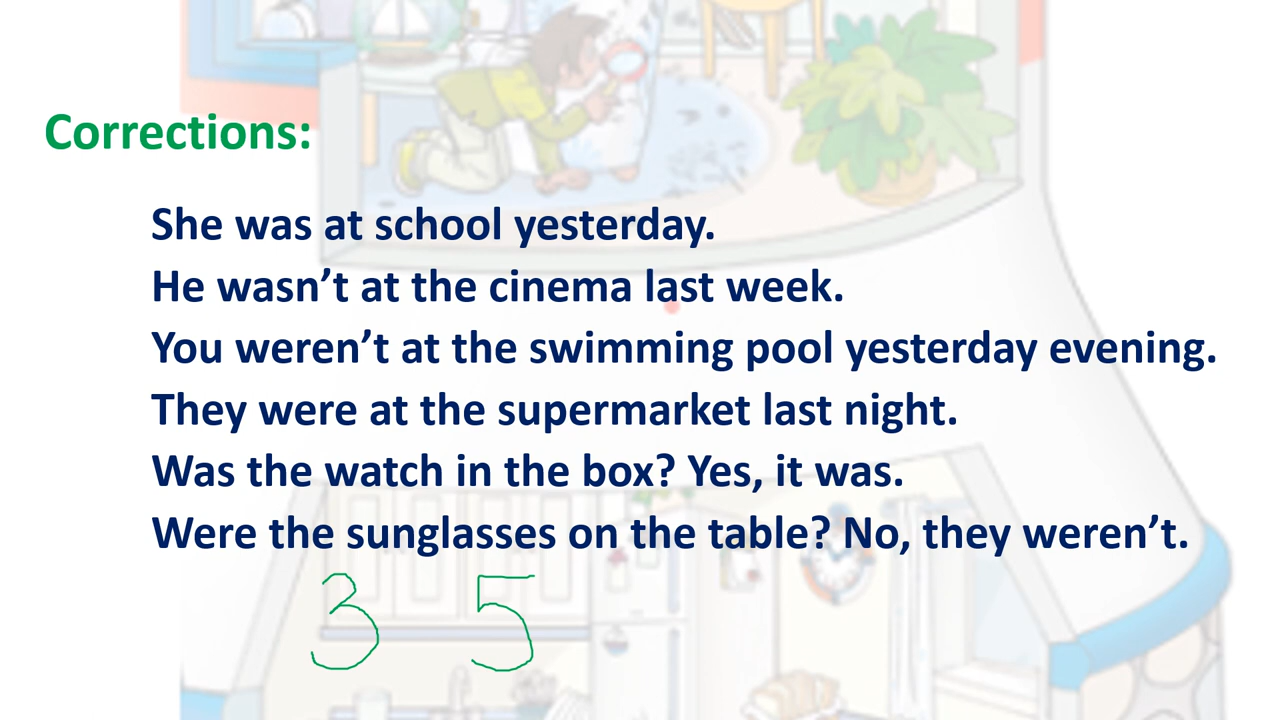 Corrections:
She was at school yesterday.
He wasn’t at the cinema last week.
You weren’t at the swimming pool yesterday evening.
They were at the supermarket last night.
Was the watch in the box? Yes, it was.
Were the sunglasses on the table? No, they weren’t.
3 5